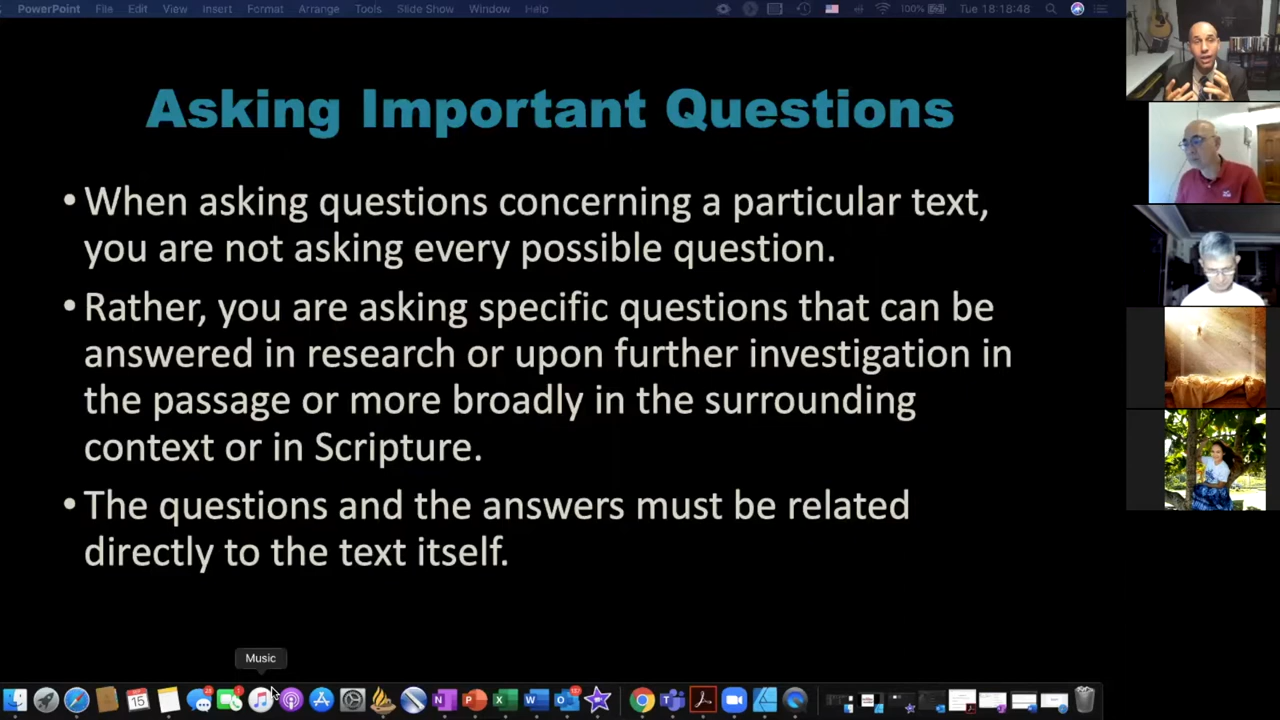 PowerPoint File Edit View Insert Format Arrange Tools Slide Show Window Help 100% Tue 18:18:48
Asking Important Questions
• When asking questions concerning a particular text,
you are not asking every possible question.
• Rather, you are asking specific questions that can be
answered in research or upon further investigation in
the passage or more broadly in the surrounding
context or in Scripture.
• The questions and the answers must be related
directly to the text itself.
Music
15